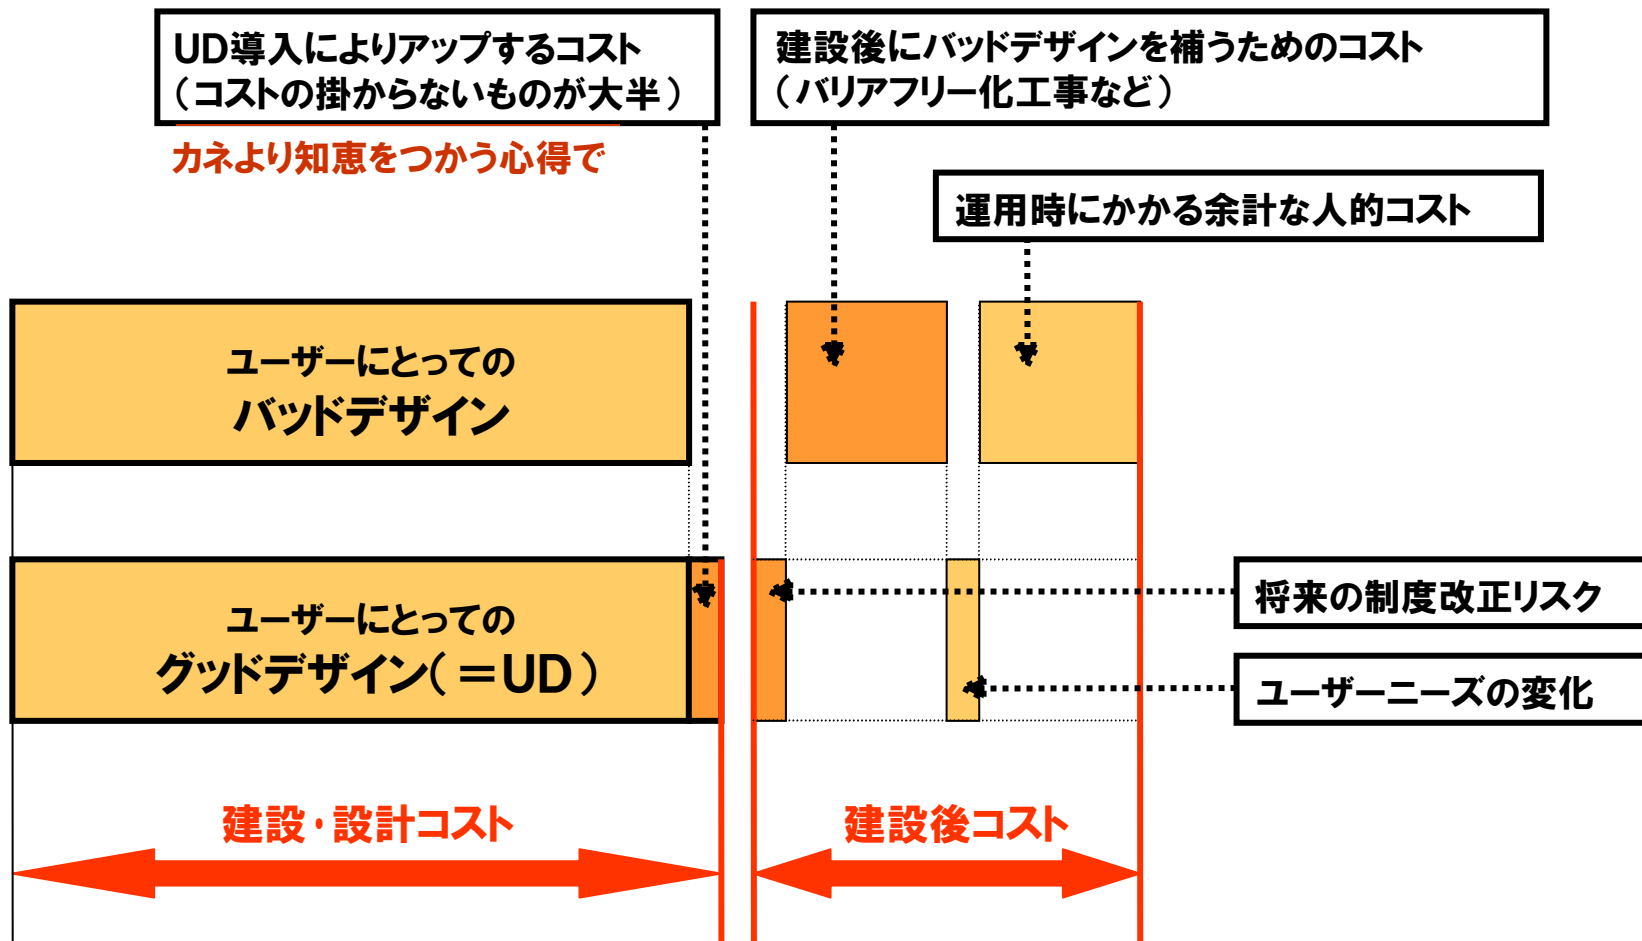 UD導入によりアップするコスト
（コストの掛からないものが大半）
カネより知恵をつかう心得で
建設後にバッドデザインを補うためのコスト
（バリアフリー化工事など）
運用時にかかる余計な人的コスト
ユーザーにとっての
バッドデザイン
ユーザーにとっての
グッドデザイン（＝UD）
将来の制度改正リスク
ユーザーニーズの変化
建設・設計コスト
建設後コスト